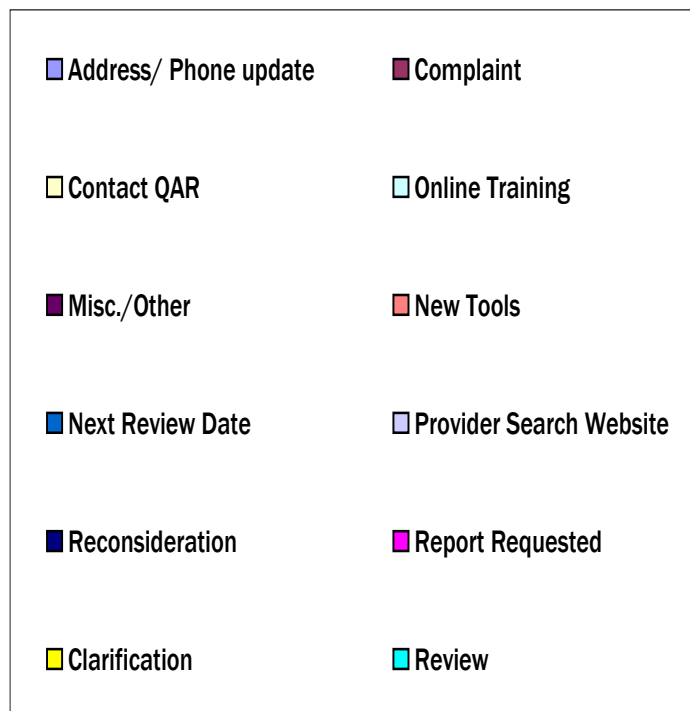 Address/ Phone update Complaint
Contact QAR Online Training
Misc./Other New Tools
Next Review Date Provider Search Website
Reconsideration Report Requested
Clarification Review